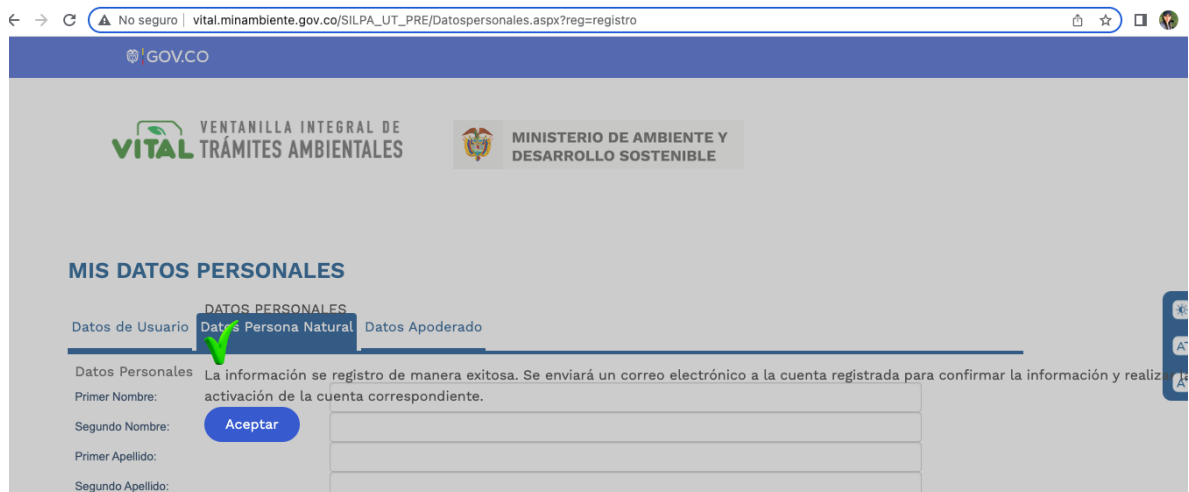 No seguro | vital.minambiente.gov.co/SILPA_UT_PRE/Datospersonales.aspx?reg=registro
GOV.CO
VITAL
VENTANILLA INTEGRAL DE
TRÁMITES AMBIENTALES
MINISTERIO DE AMBIENTE Y
DESARROLLO SOSTENIBLE
MIS DATOS PERSONALES
DATOS PERSONALES
Datos de Usuario Datos Persona Natural Datos Apoderado
Datos Personales
La información se registro de manera exitosa. Se enviará un correo electrónico a la cuenta registrada para confirmar la información y realizar la
activación de la cuenta correspondiente.
Primer Nombre:
Aceptar
Segundo Nombre:
Primer Apellido:
Segundo Apellido: